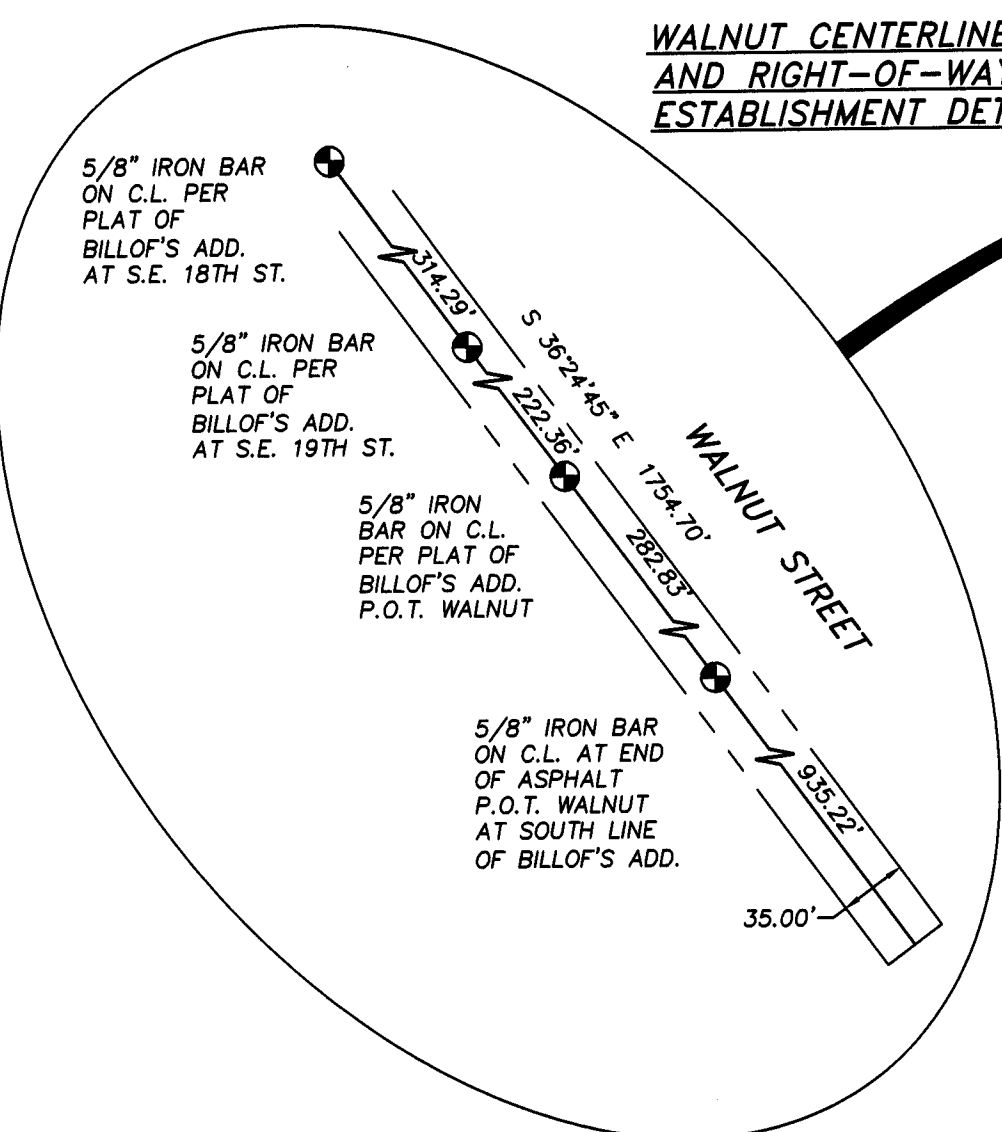 WALNUT CENTERLINE
AND RIGHT-OF-WAY
ESTABLISHMENT DET
5/8" IRON BAR
ON C.L. PER
PLAT OF
BILLOF'S ADD.
AT S.E. 18TH ST.
314.29'
5/8" IRON BAR
ON C.L. PER
PLAT OF
BILLOF'S ADD.
AT S.E. 19TH ST.
222.36'
S 36°24'45" E 1754.70'
WALNUT STREET
5/8" IRON
BAR ON C.L.
PER PLAT OF
BILLOF'S ADD.
P.O.T. WALNUT
282.83'
5/8" IRON BAR
ON C.L. AT END
OF ASPHALT
P.O.T. WALNUT
AT SOUTH LINE
OF BILLOF'S ADD.
935.22'
35.00'